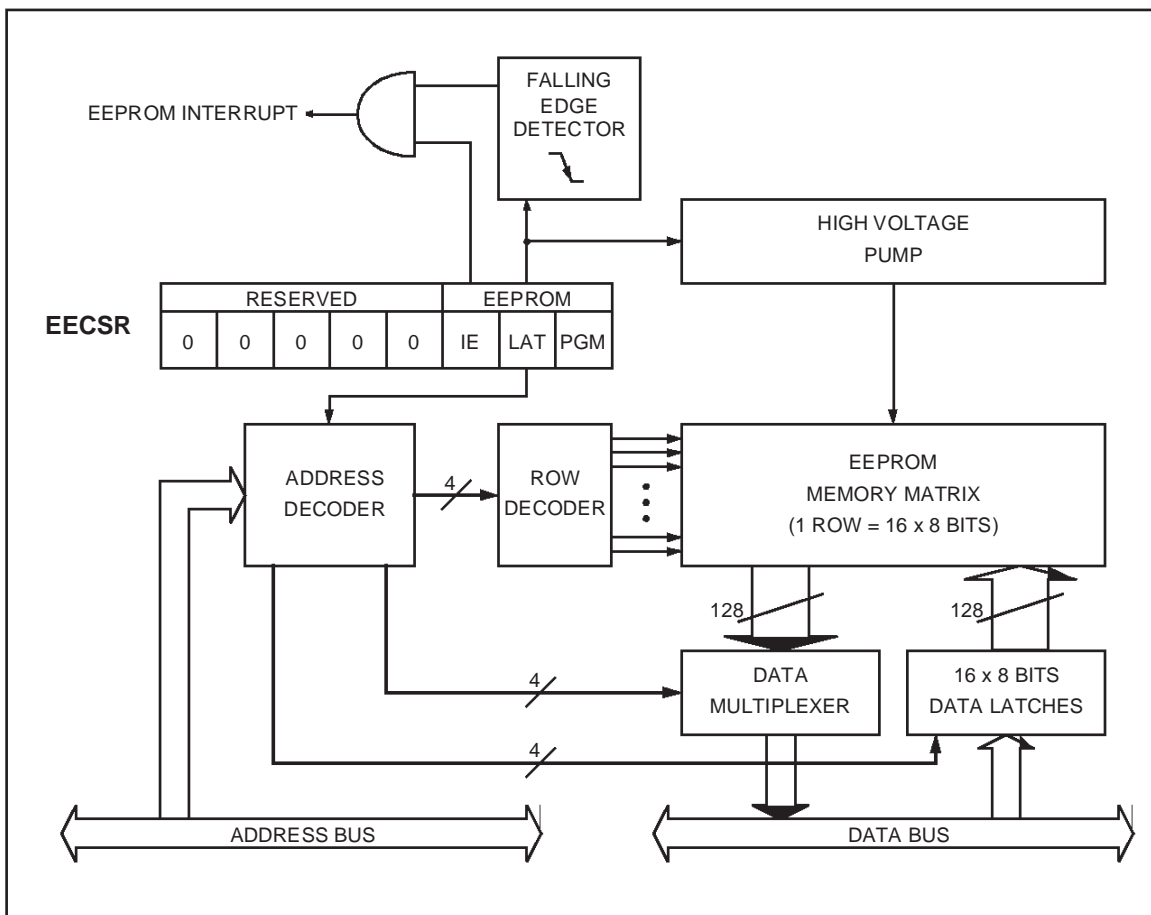 FALLING
EDGE
DETECTOR
EEPROM INTERRUPT
HIGH VOLTAGE
PUMP
RESERVED EEPROM
EECSR
0 0 0 0 0 IE LAT PGM
ADDRESS
DECODER
4
ROW
DECODER
EEPROM
MEMORY MATRIX
(1 ROW = 16 x 8 BITS)
128
128
4
DATA
MULTIPLEXER
16 x 8 BITS
DATA LATCHES
4
ADDRESS BUS
DATA BUS